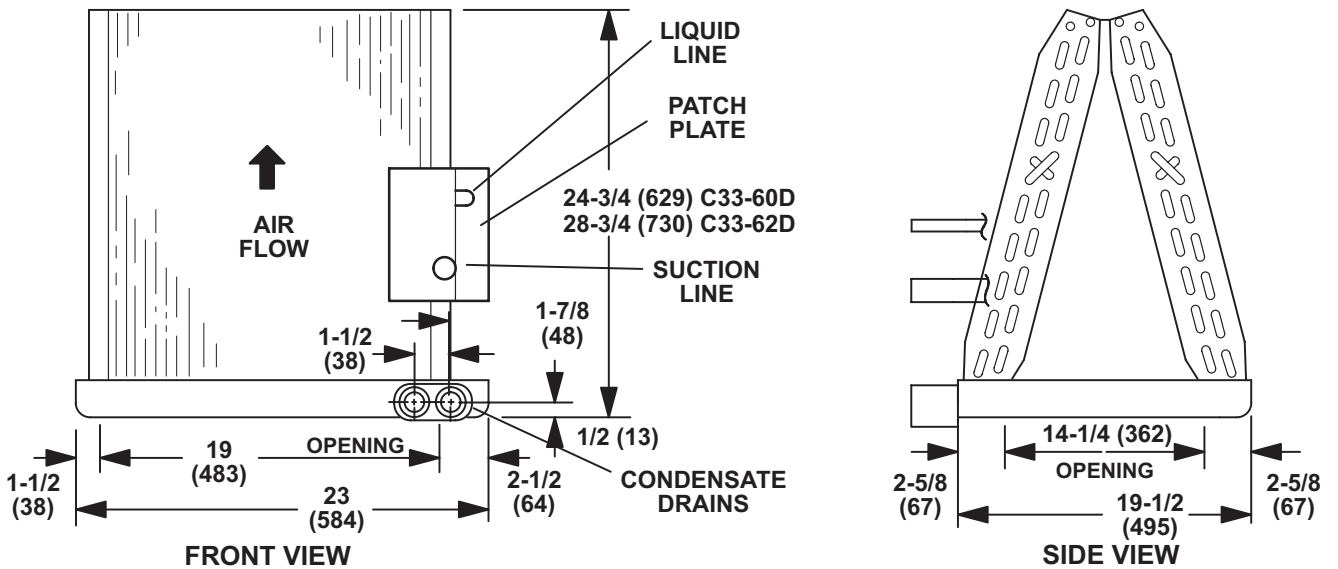 LIQUID
LINE
PATCH
PLATE
24-3/4 (629) C33-60D
28-3/4 (730) C33-62D
AIR
FLOW
SUCTION
LINE
1-7/8
(48)
1-1/2
(38)
1/2 (13)
19
(483)
OPENING
1-1/2
(38)
2-1/2
(64)
CONDENSATE
DRAINS
23
(584)
FRONT VIEW
14-1/4 (362)
OPENING
2-5/8
(67)
2-5/8
(67)
19-1/2
(495)
SIDE VIEW